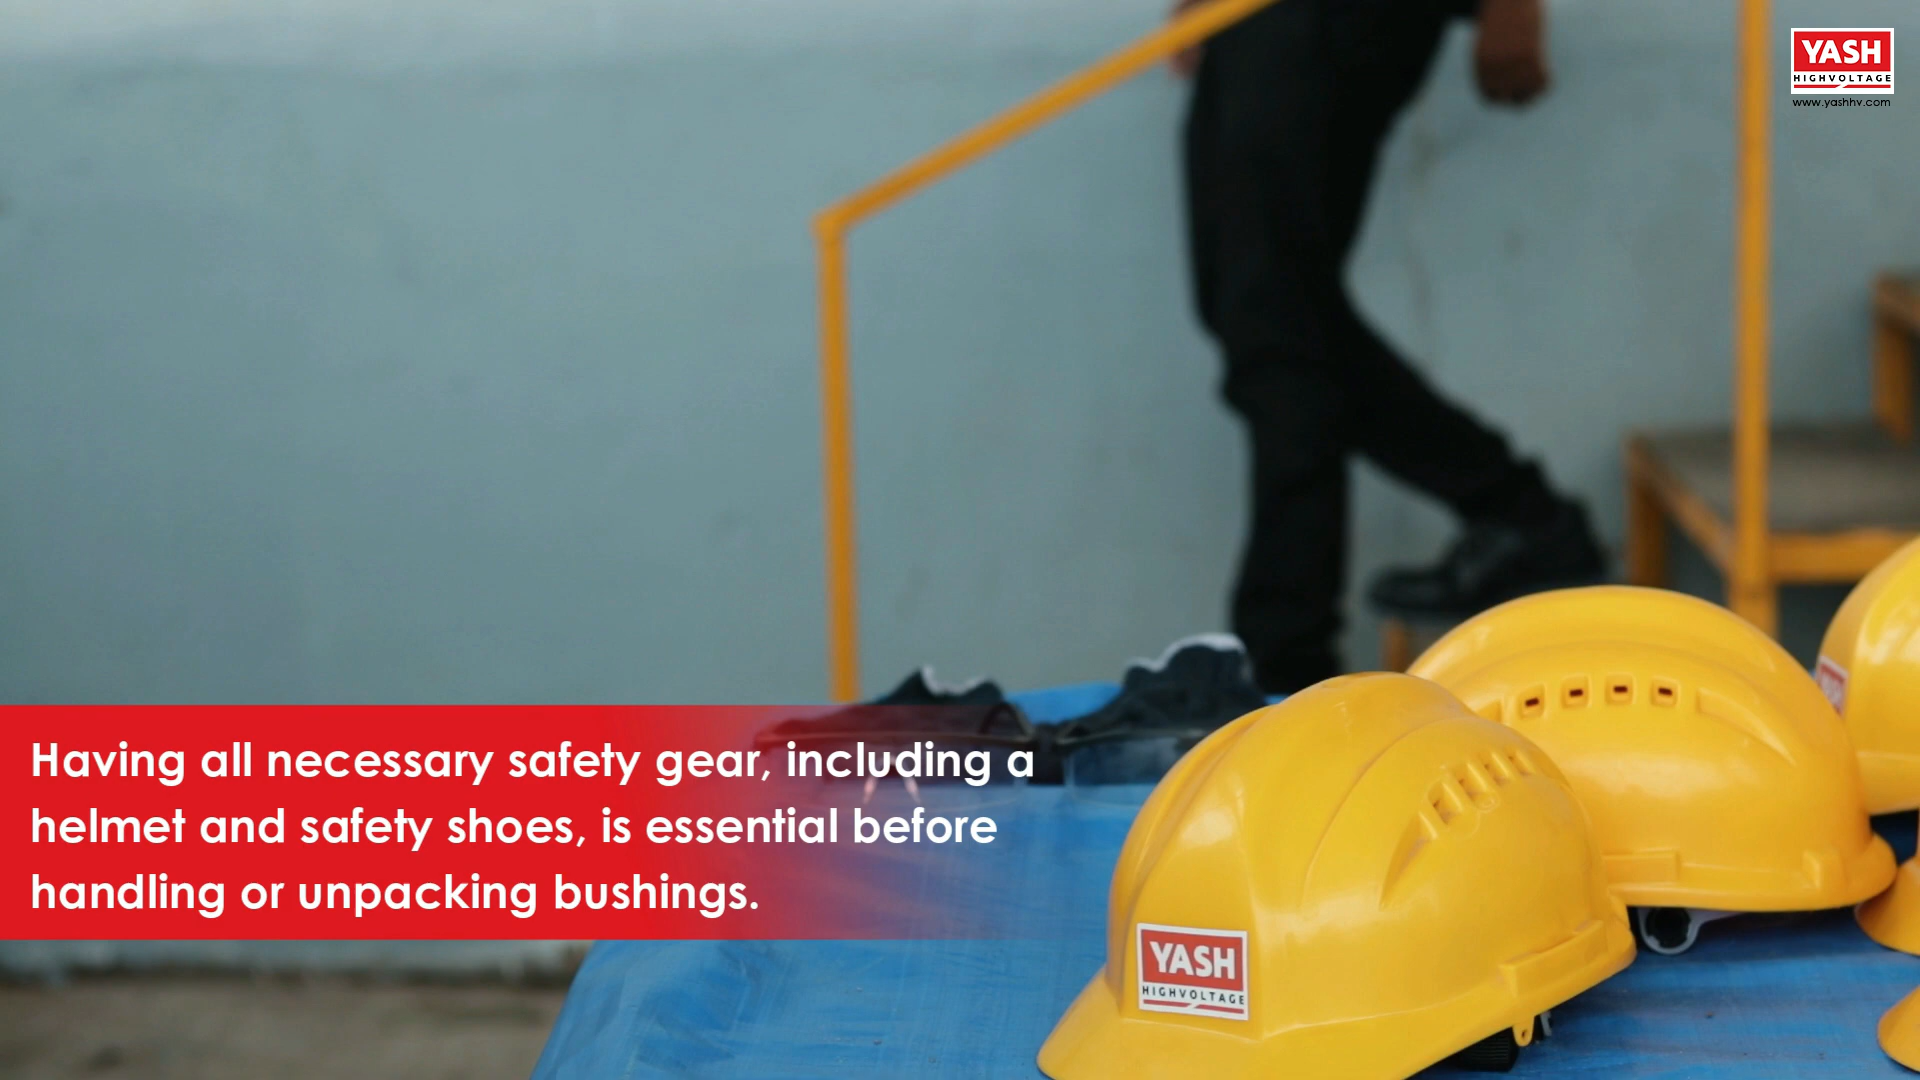 YASH
HIGHVOLTAGE
www.yashhv.com
Having all necessary safety gear, including a
helmet and safety shoes, is essential before
handling or unpacking bushings.
YASH
HIGHVOLTAGE